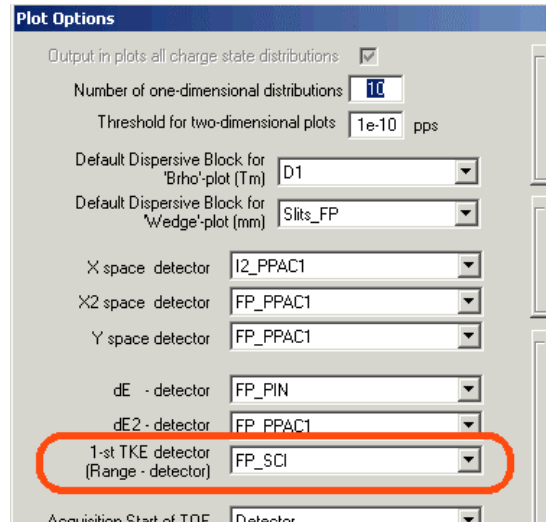 Plot Options
Output in plots all charge state distributions
Number of one-dimensional distributions 10
Threshold for two-dimensional plots 1e-10 pps
Default Dispersive Block for
'Brho'-plot (Tm) D1
Default Dispersive Block for
'Wedge'-plot (mm) Slits_FP
X space detector I2_PPAC1
X2 space detector FP_PPAC1
Y space detector FP_PPAC1
dE - detector FP_PIN
dE2 - detector FP_PPAC1
1-st TKE detector
(Range - detector) FP_SCI
Acquisition Start of TOF Detector